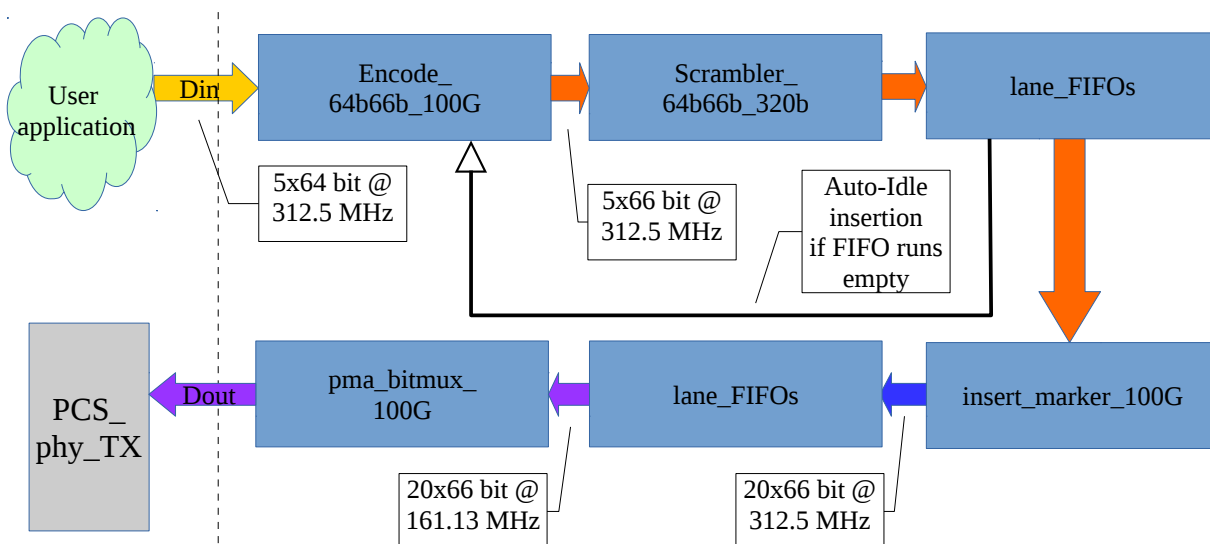 User
application
Din
Encode_
64b66b_100G
Scrambler_
64b66b_320b
lane_FIFOs
5x64 bit @
312.5 MHz
5x66 bit @
312.5 MHz
Auto-Idle
insertion
if FIFO runs
empty
PCS_
phy_TX
Dout
pma_bitmux_
100G
lane_FIFOs
insert_marker_100G
20x66 bit @
161.13 MHz
20x66 bit @
312.5 MHz